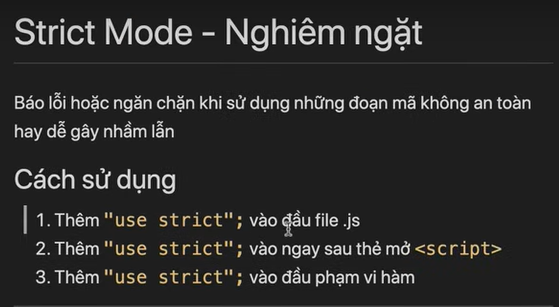 Strict Mode - Nghiêm ngặt
Báo lỗi hoặc ngăn chặn khi sử dụng những đoạn mã không an toàn
hay dễ gây nhầm lẫn
Cách sử dụng
1. Thêm "use strict"; vào đầu file .js
2. Thêm "use strict"; vào ngay sau thẻ mở <script>
3. Thêm "use strict"; vào đầu phạm vi hàm